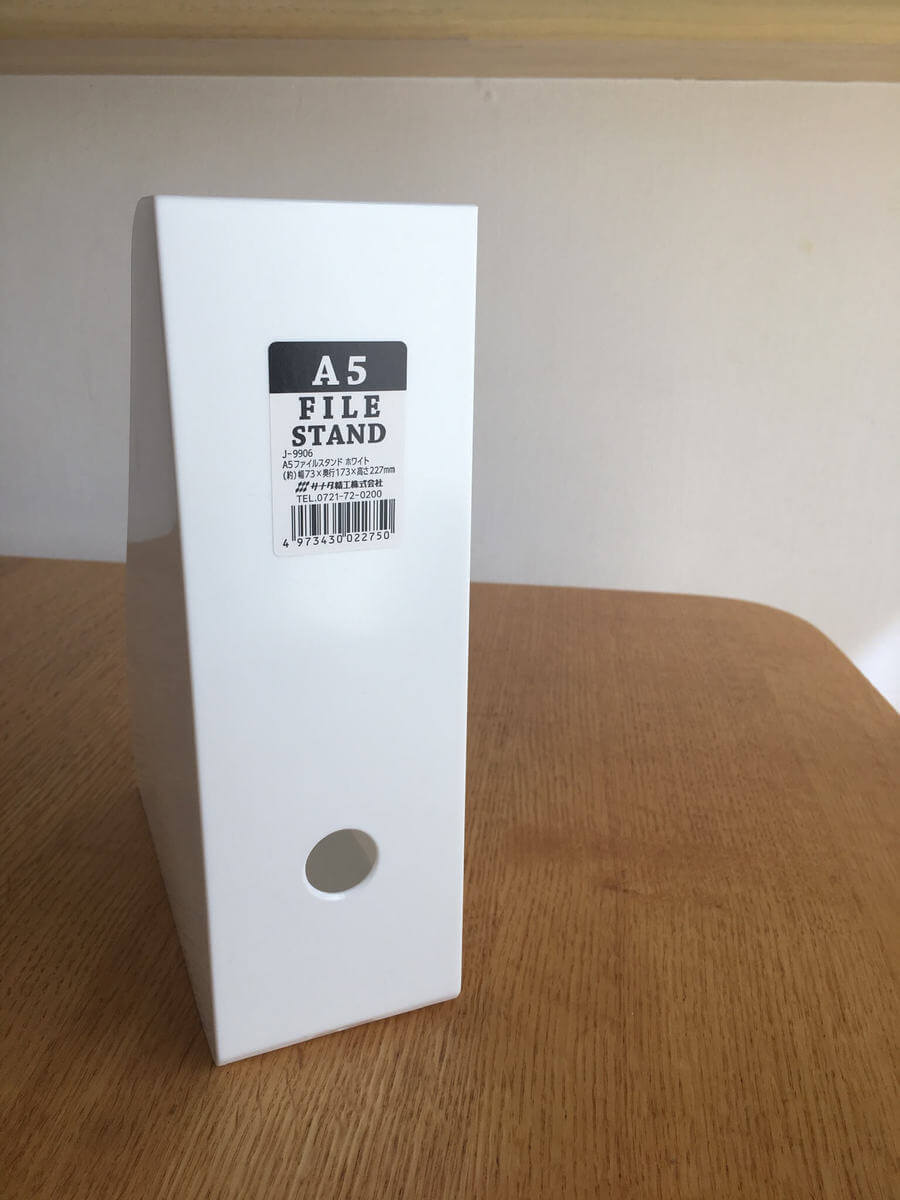 A5
FILE
STAND
J-9906
A5ファイルスタンド ホワイト
(約)幅73×奥行173×高さ227mm
サナダ精工株式会社
TEL.0721-72-0200
4 973430 022750